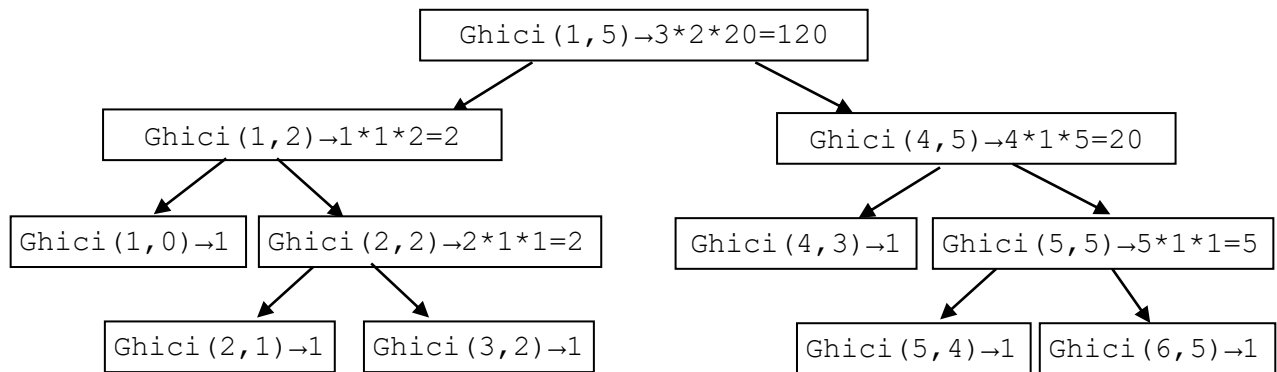 Ghici(1,5)→3*2*20=120
Ghici(1,2)→1*1*2=2
Ghici(4,5)→4*1*5=20
Ghici(1,0)→1
Ghici(2,2)→2*1*1=2
Ghici(4,3)→1
Ghici(5,5)→5*1*1=5
Ghici(2,1)→1
Ghici(3,2)→1
Ghici(5,4)→1
Ghici(6,5)→1